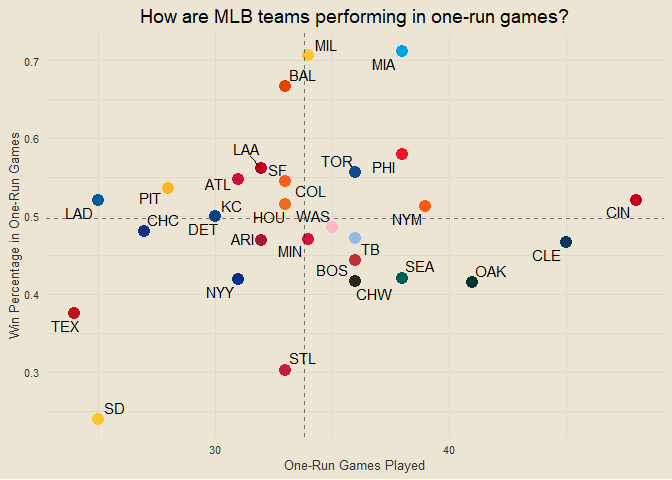 How are MLB teams performing in one-run games?
MIL
MIA
0.7
BAL
0.6
LAA
TOR
PHI
SF
ATL
PIT
COL
LAD
KC
CIN
0.5
CHC
HOU
WAS
NYM
DET
ARI
MIN
TB
CLE
BOS
SEA
OAK
NYY
CHW
0.4
TEX
0.3
STL
SD
30
40
One-Run Games Played
Win Percentage in One-Run Games